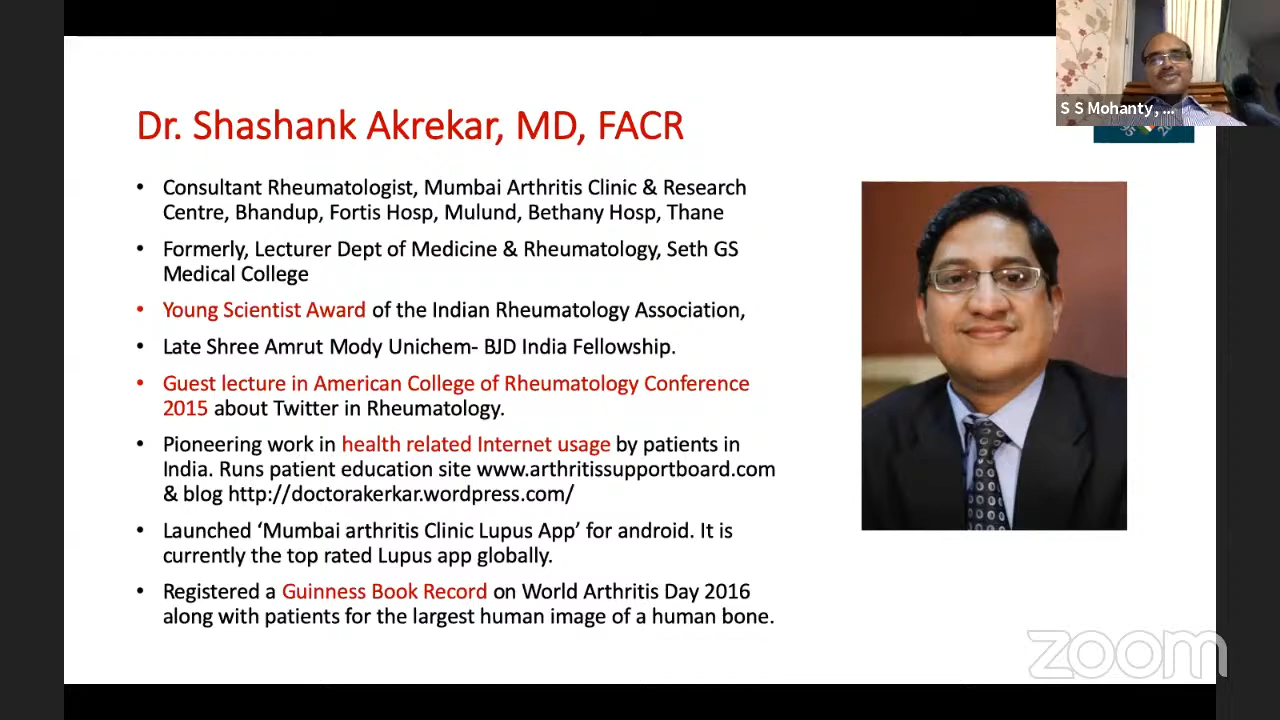 S S Mohanty, ...
Dr. Shashank Akrekar, MD, FACR
• Consultant Rheumatologist, Mumbai Arthritis Clinic & Research
Centre, Bhandup, Fortis Hosp, Mulund, Bethany Hosp, Thane
• Formerly, Lecturer Dept of Medicine & Rheumatology, Seth GS
Medical College
• Young Scientist Award of the Indian Rheumatology Association,
• Late Shree Amrut Mody Unichem- BJD India Fellowship.
• Guest lecture in American College of Rheumatology Conference
2015 about Twitter in Rheumatology.
• Pioneering work in health related Internet usage by patients in
India. Runs patient education site www.arthritissupportboard.com
& blog http://doctorakerkar.wordpress.com/
• Launched ‘Mumbai arthritis Clinic Lupus App’ for android. It is
currently the top rated Lupus app globally.
• Registered a Guinness Book Record on World Arthritis Day 2016
along with patients for the largest human image of a human bone.
zoom